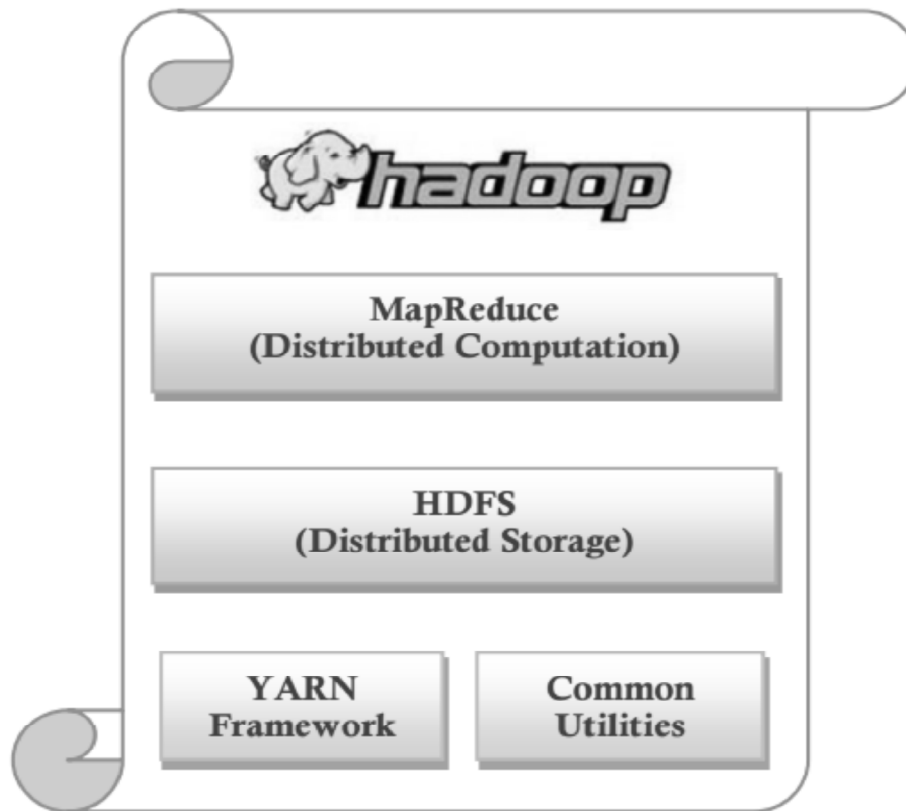 hadoop
MapReduce
(Distributed Computation)
HDFS
(Distributed Storage)
YARN
Framework
Common
Utilities